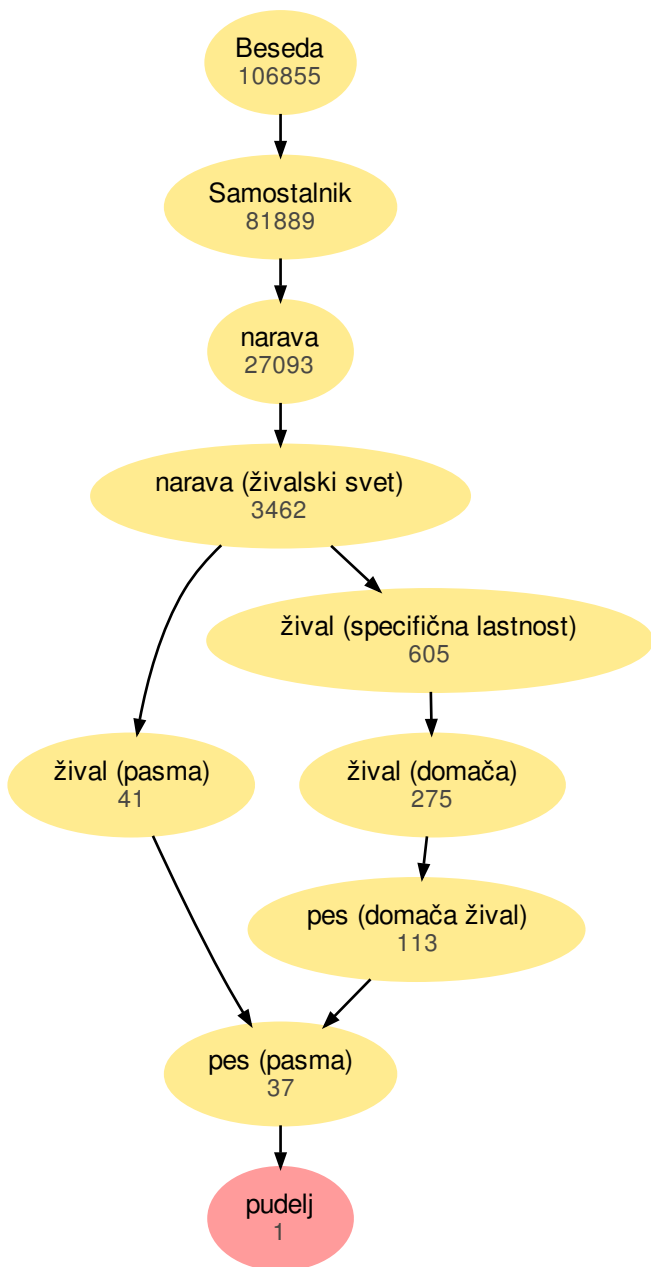 Beseda
106855
Samostalnik
81889
narava
27093
narava (živalski svet)
3462
žival (specifična lastnost)
605
žival (pasma)
41
žival (domača)
275
pes (domača žival)
113
pes (pasma)
37
pudelj
1